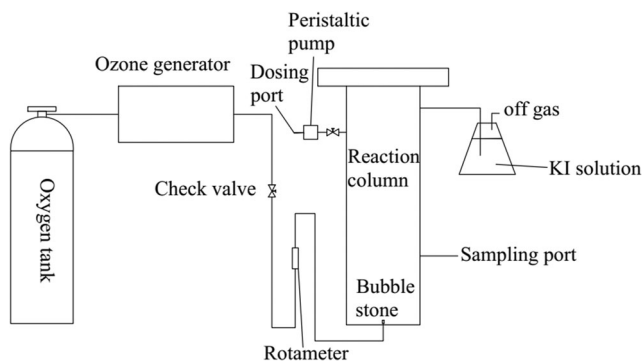 Peristaltic
pump
Ozone generator
Dosing
port
off gas
Reaction
column
KI solution
Check valve
Oxygen tank
Sampling port
Bubble
stone
Rotameter